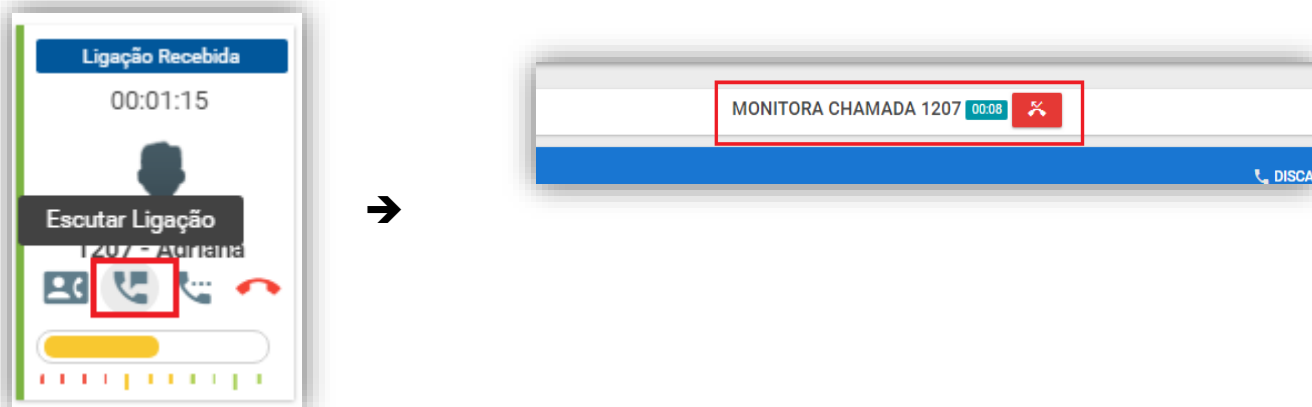 Ligação Recebida
00:01:15
Escutar Ligação
1207 - Adriana
MONITORA CHAMADA 1207 00:08
DISCA